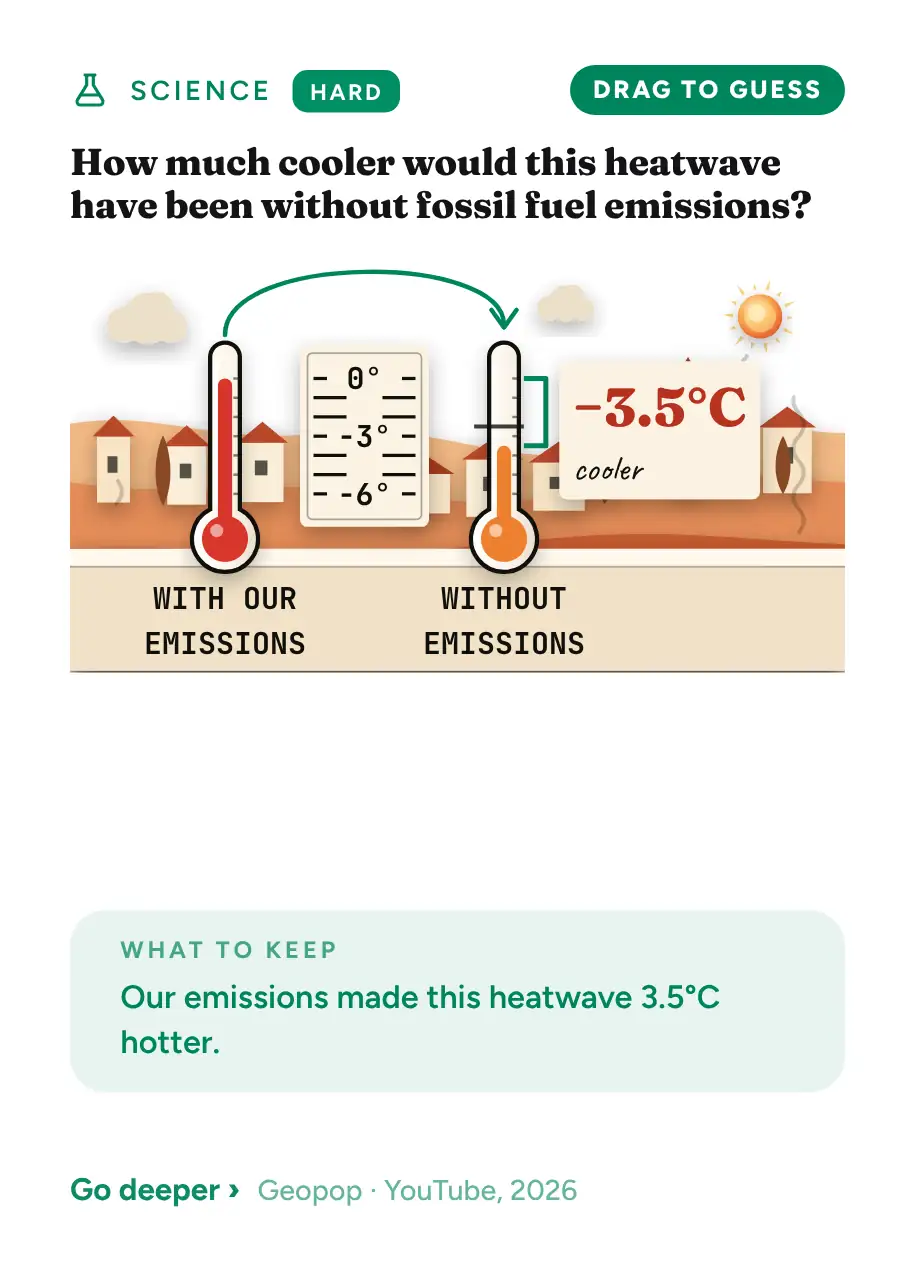 SCIENCE HARD DRAG TO GUESS
How much cooler would this heatwave
have been without fossil fuel emissions?
0°
-3°
-6°
−3.5°C
cooler
WITH OUR
EMISSIONS
WITHOUT
EMISSIONS
WHAT TO KEEP
Our emissions made this heatwave 3.5°C
hotter.
Go deeper › Geopop · YouTube, 2026